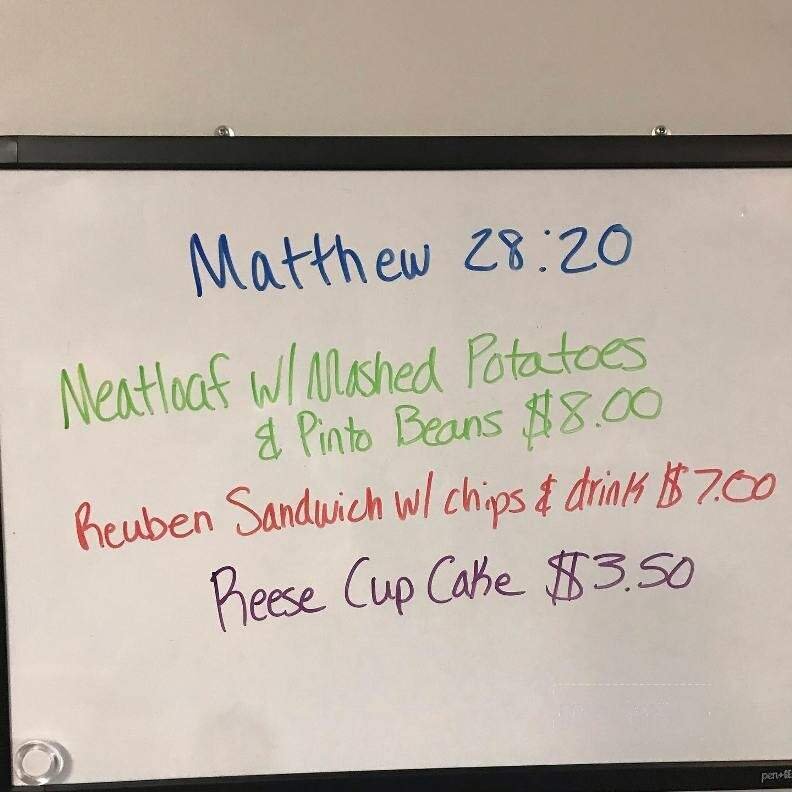 Matthew 28:20
Meatloaf w/ Mashed Potatoes
& Pinto Beans $8.00
Reuben Sandwich w/ chips & drink $7.00
Reese Cup Cake $3.50